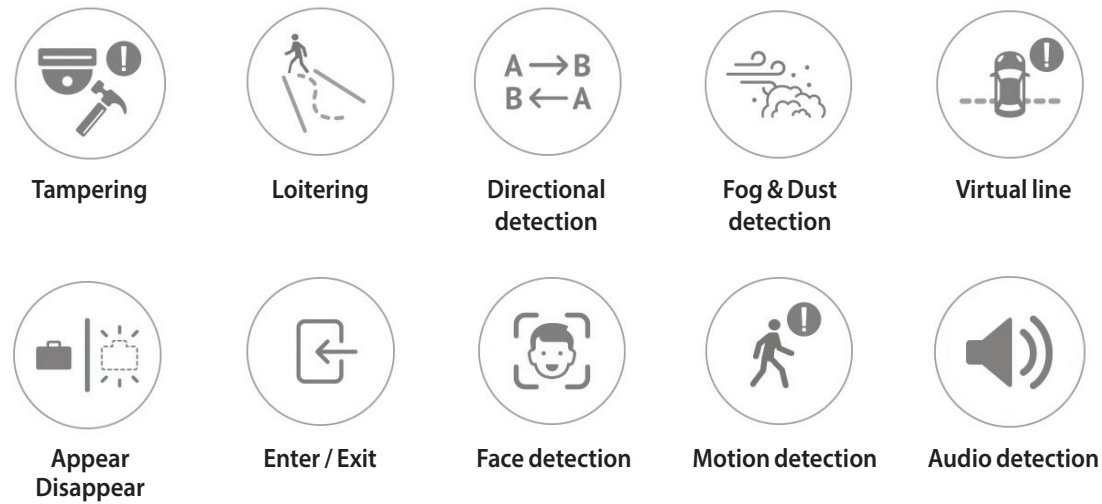 A → B
B ← A
Tampering
Loitering
Directional
detection
Fog & Dust
detection
Virtual line
Appear
Disappear
Enter / Exit
Face detection
Motion detection
Audio detection